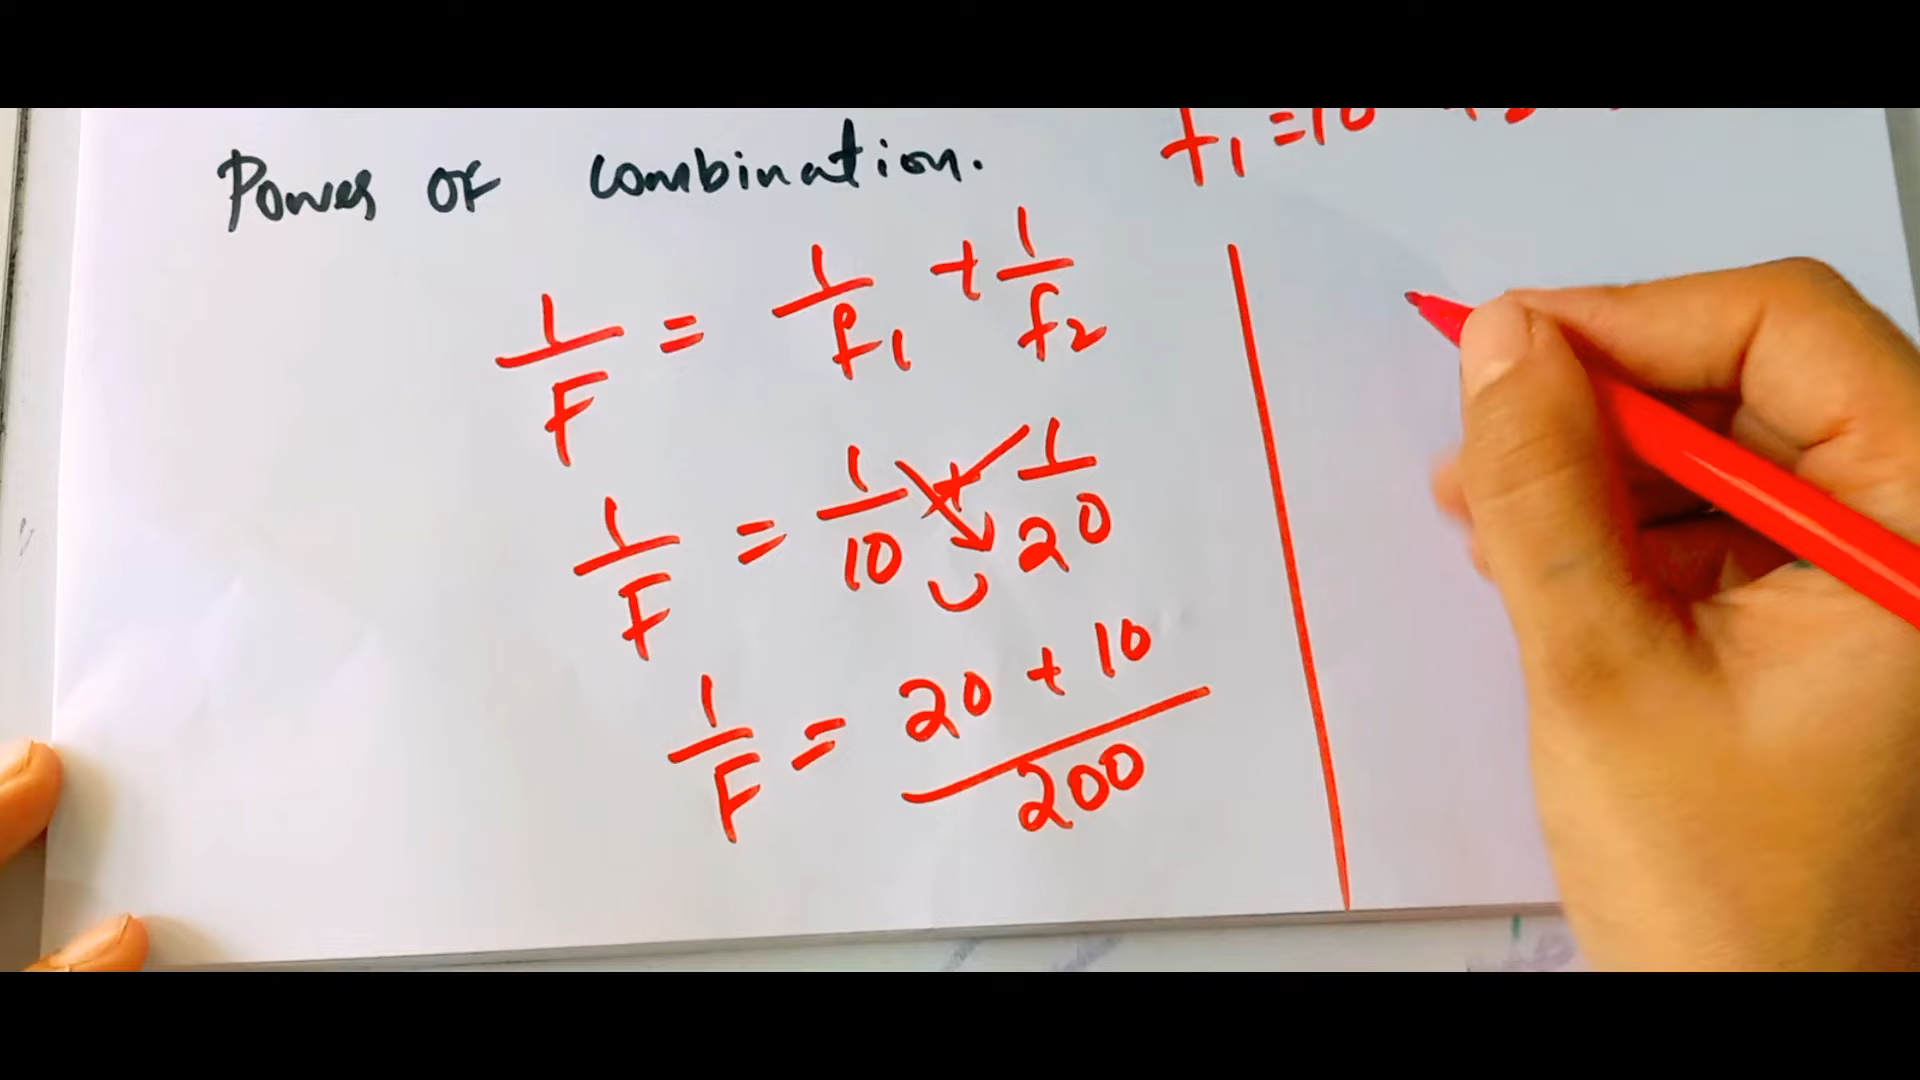 f₁ = 10
Power of combination.
1/F = 1/f₁ + 1/f₂
1/F = 1/10 + 1/20
1/F = 20 + 10 / 200